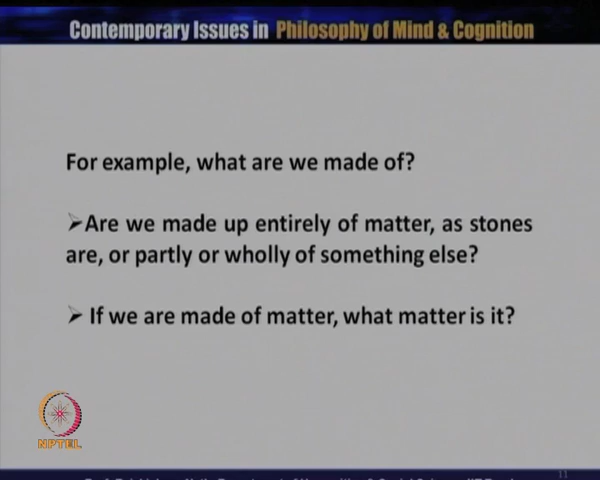 Contemporary Issues in Philosophy of Mind & Cognition
For example, what are we made of?
➢Are we made up entirely of matter, as stones
are, or partly or wholly of something else?
➢ If we are made of matter, what matter is it?
NPTEL
11